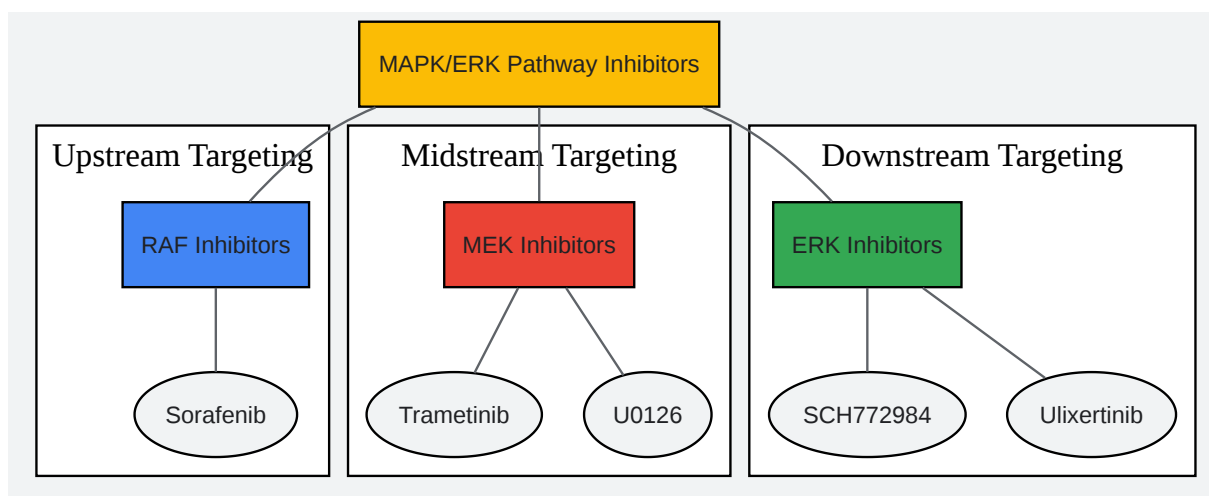 MAPK/ERK Pathway Inhibitors
Upstream Targeting
Midstream Targeting
Downstream Targeting
RAF Inhibitors
MEK Inhibitors
ERK Inhibitors
Sorafenib
Trametinib
U0126
SCH772984
Ulixertinib